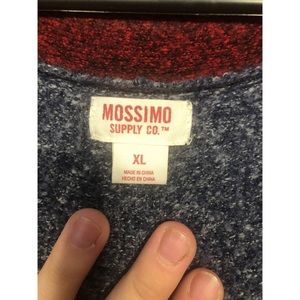 MOSSIMO
SUPPLY CO.™
XL
MADE IN CHINA
HECHO EN CHINA